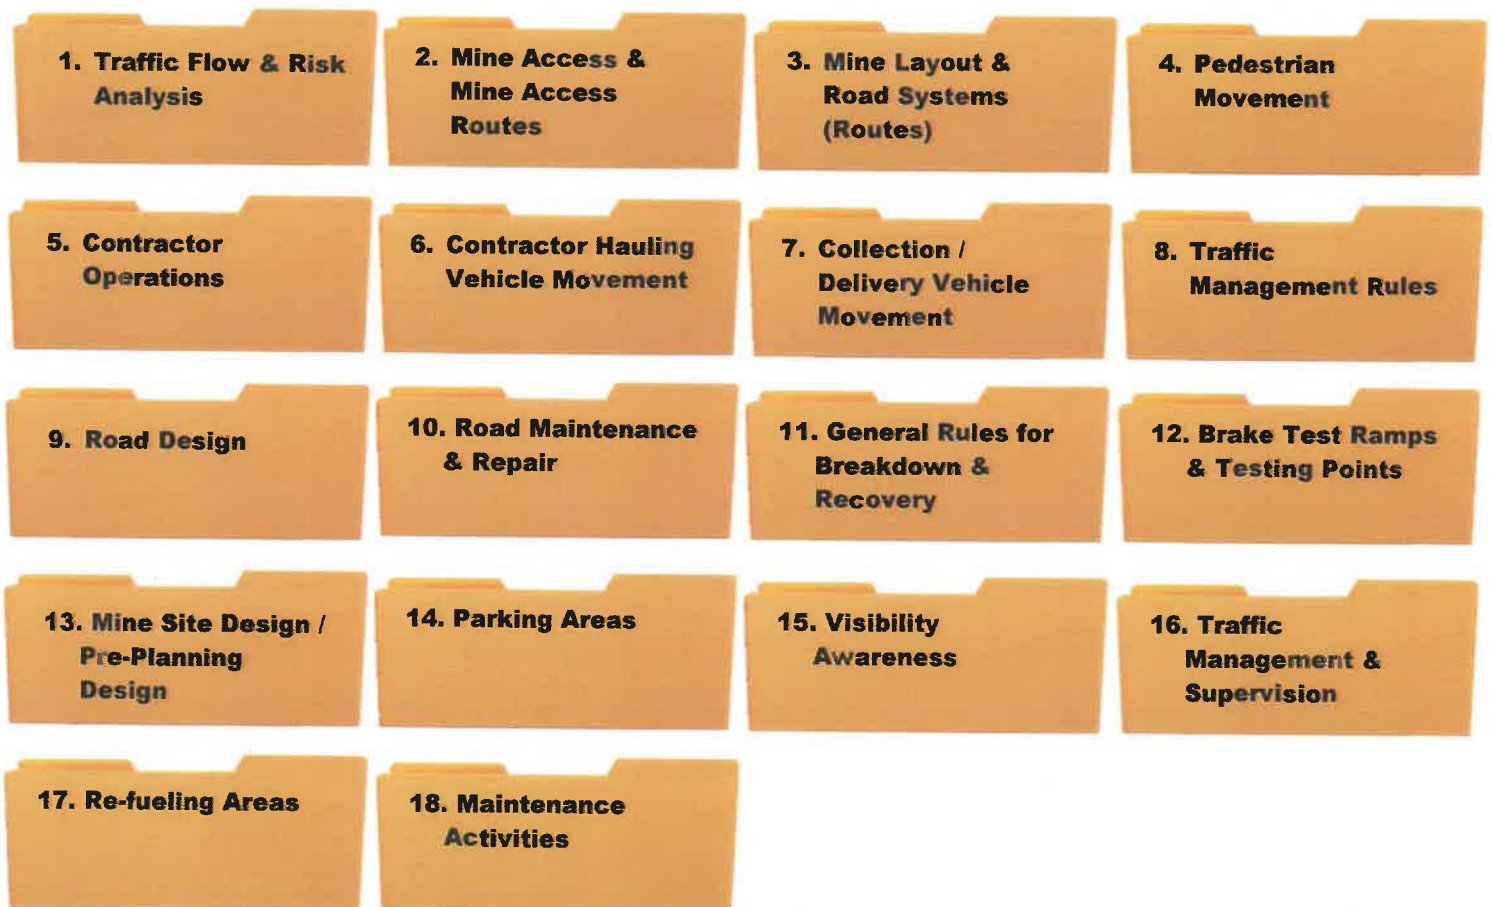 1. Traffic Flow & Risk
Analysis
2. Mine Access &
Mine Access
Routes
3. Mine Layout &
Road Systems
(Routes)
4. Pedestrian
Movement
5. Contractor
Operations
6. Contractor Hauling
Vehicle Movement
7. Collection /
Delivery Vehicle
Movement
8. Traffic
Management Rules
9. Road Design
10. Road Maintenance
& Repair
11. General Rules for
Breakdown &
Recovery
12. Brake Test Ramps
& Testing Points
13. Mine Site Design /
Pre-Planning
Design
14. Parking Areas
15. Visibility
Awareness
16. Traffic
Management &
Supervision
17. Re-fueling Areas
18. Maintenance
Activities